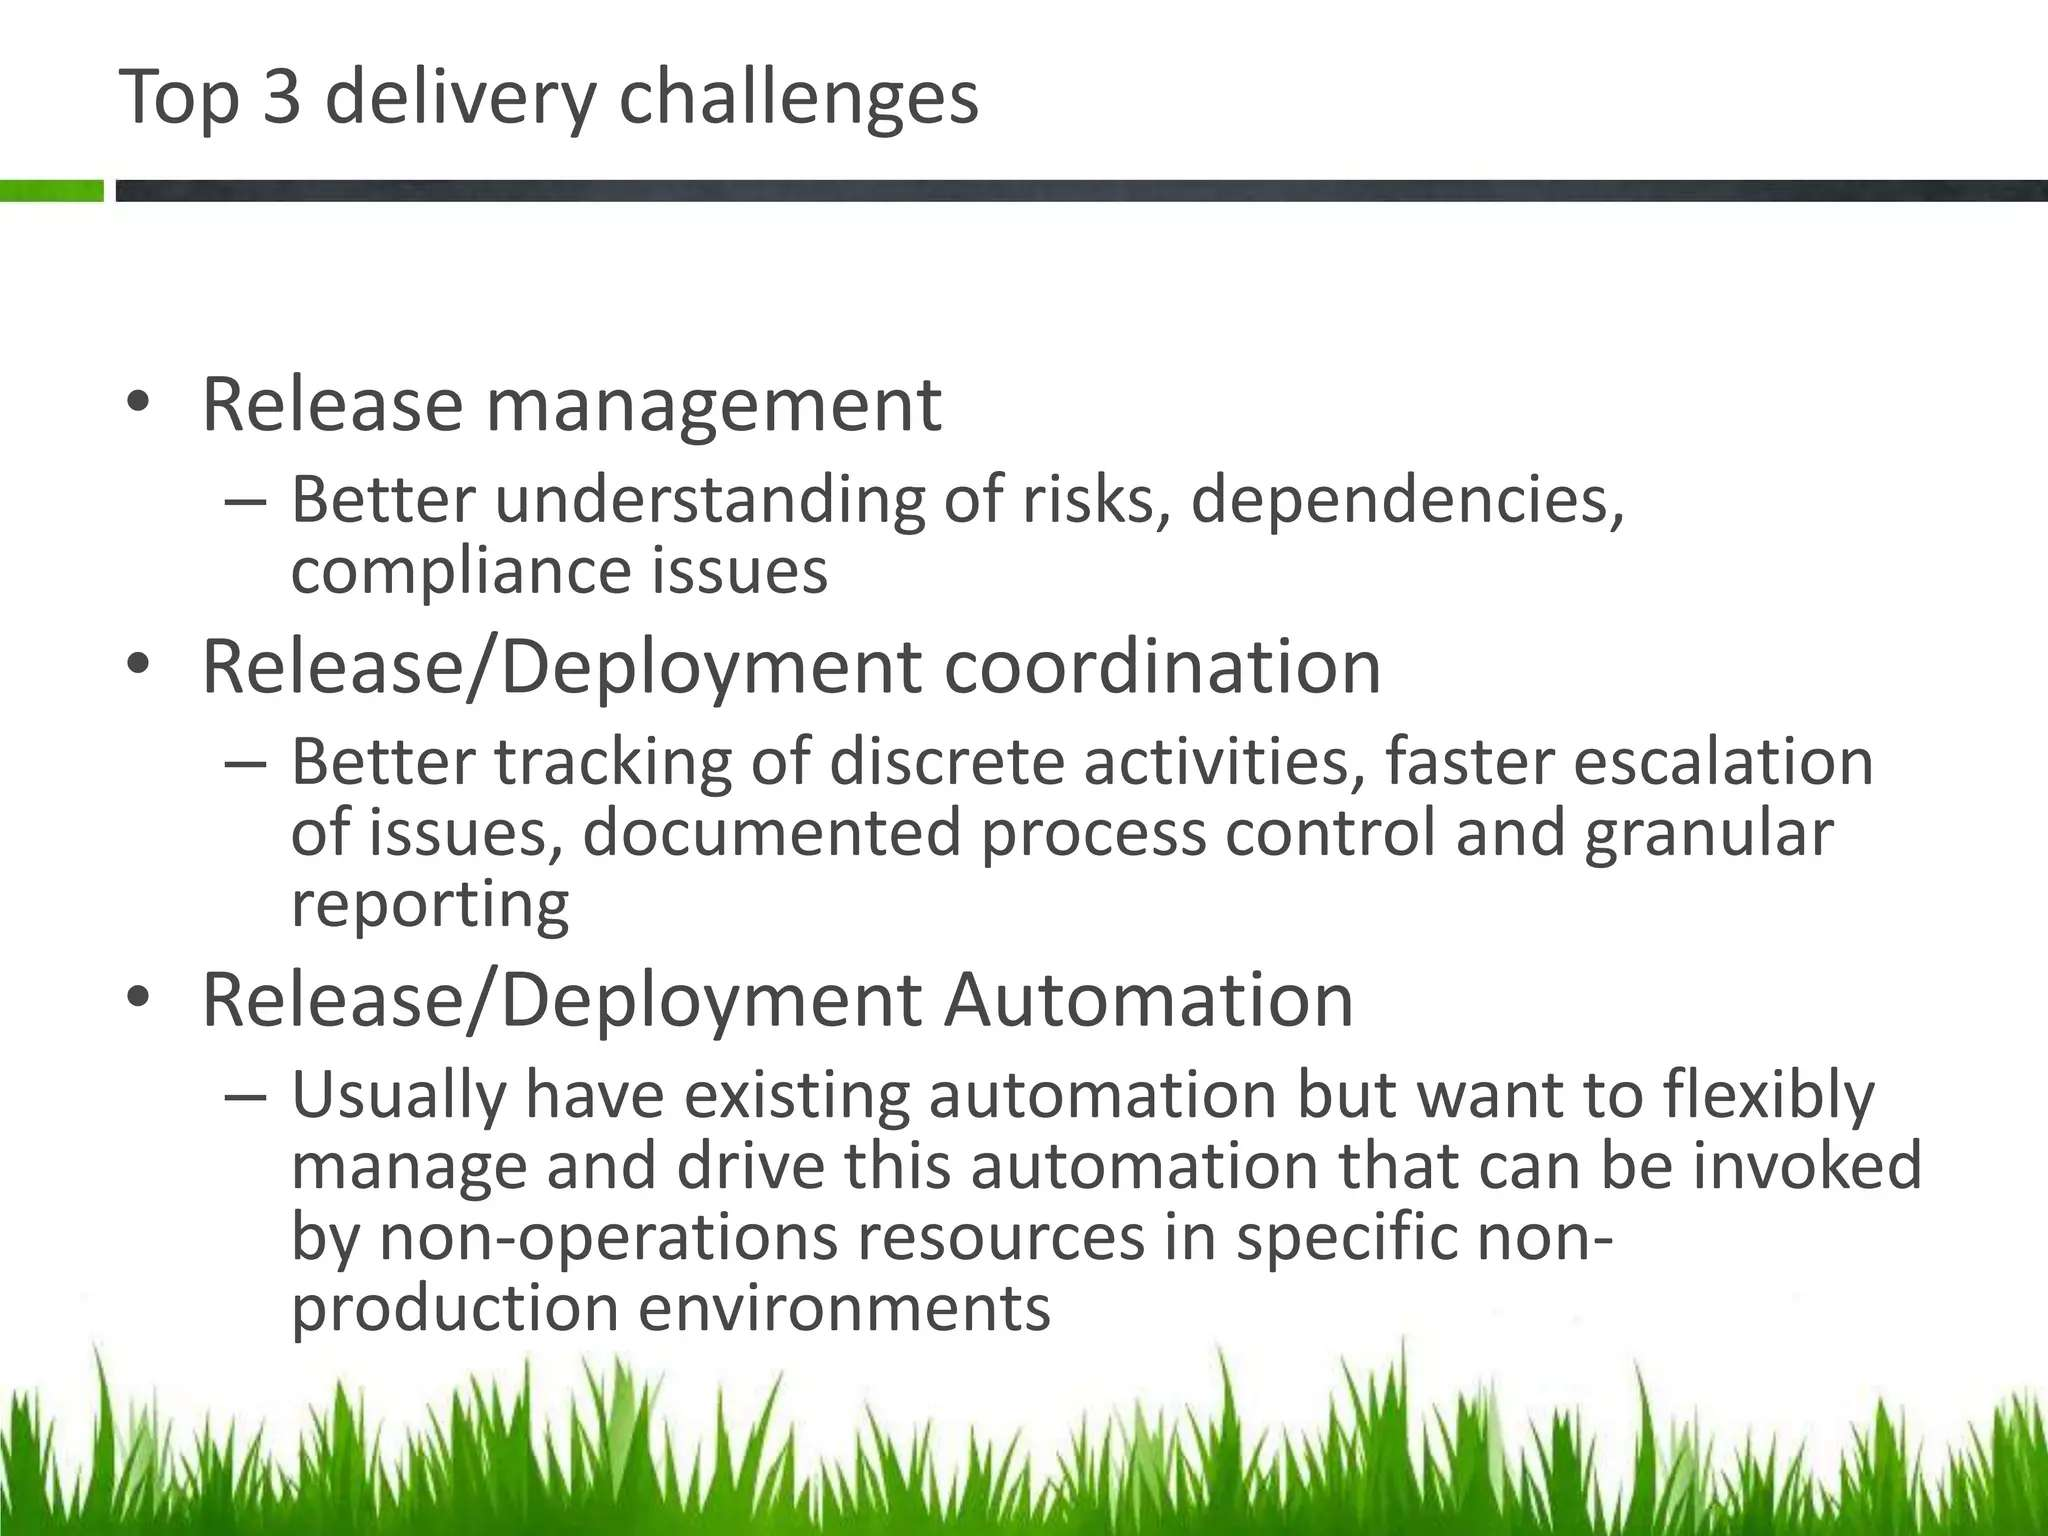 Top 3 delivery challenges
• Release management
– Better understanding of risks, dependencies,
compliance issues
• Release/Deployment coordination
– Better tracking of discrete activities, faster escalation
of issues, documented process control and granular
reporting
• Release/Deployment Automation
– Usually have existing automation but want to flexibly
manage and drive this automation that can be invoked
by non-operations resources in specific non-
production environments